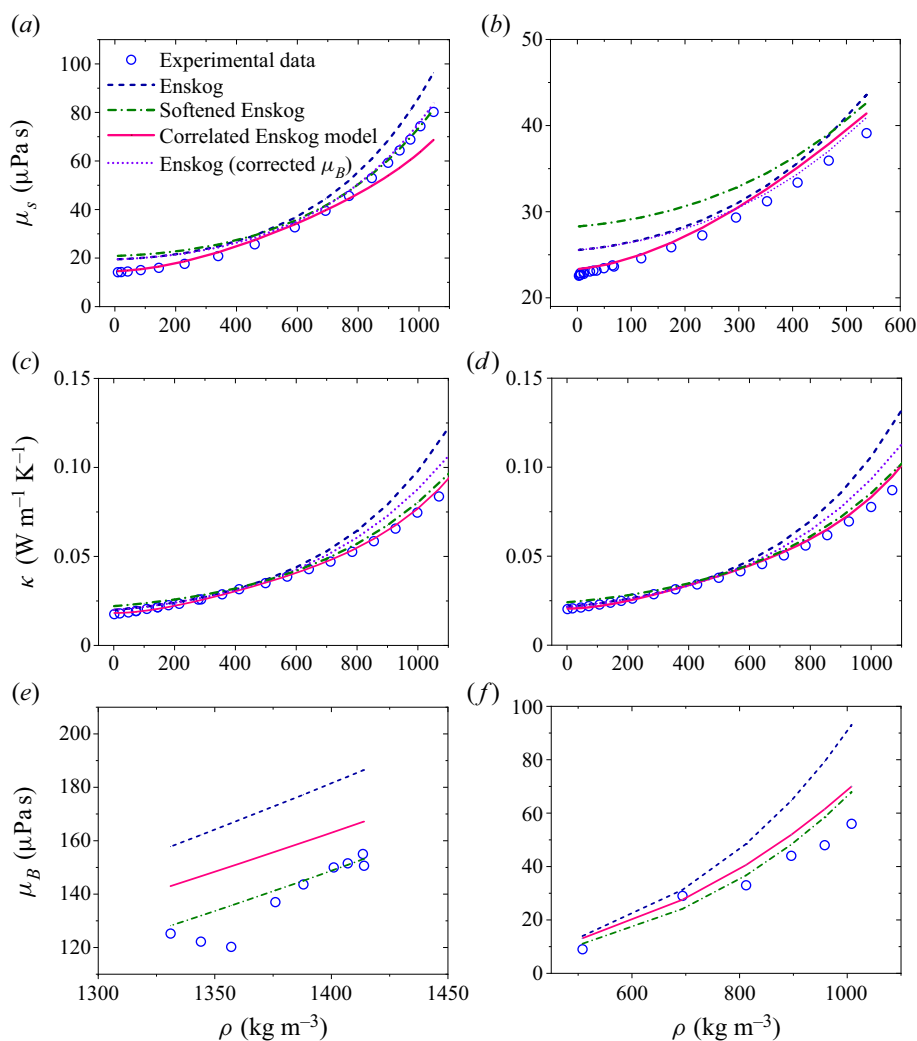 (a)
(b)
100
80
60
40
20
0
μs (μPa s)
Experimental data
Enskog
Softened Enskog
Correlated Enskog model
Enskog (corrected μB)
0 200 400 600 800 1000
50
40
30
20
0 100 200 300 400 500 600
(c)
(d)
0.15
0.10
0.05
0
κ (W m–1 K–1)
0 200 400 600 800 1000
0.15
0.10
0.05
0
0 200 400 600 800 1000
(e)
(f)
200
180
160
140
120
μB (μPa s)
1300 1350 1400 1450
ρ (kg m–3)
100
80
60
40
20
0
600 800 1000
ρ (kg m–3)